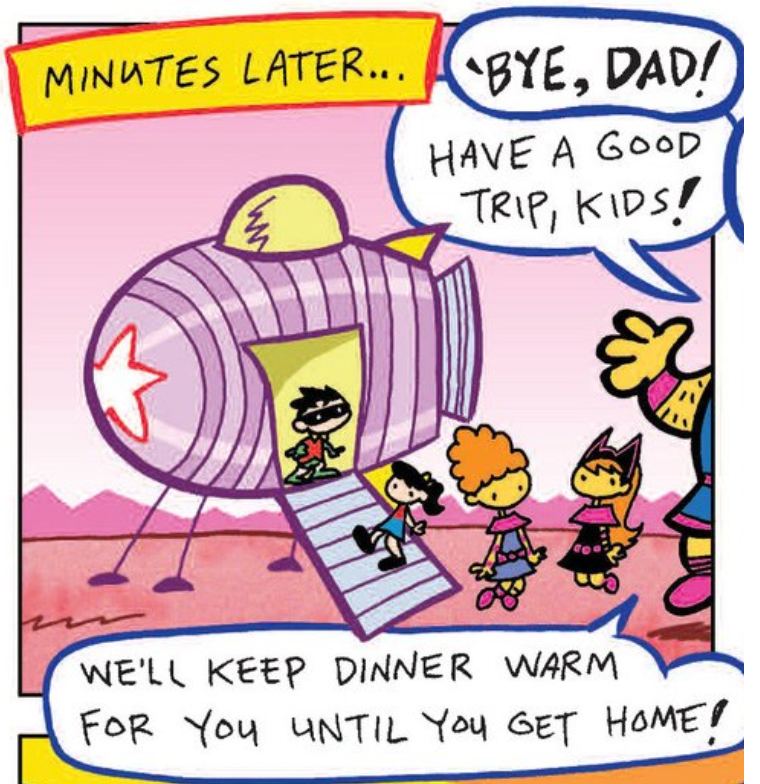 MINUTES LATER...
'BYE, DAD!
HAVE A GOOD
TRIP, KIDS!
WE'LL KEEP DINNER WARM
FOR YOU UNTIL YOU GET HOME!